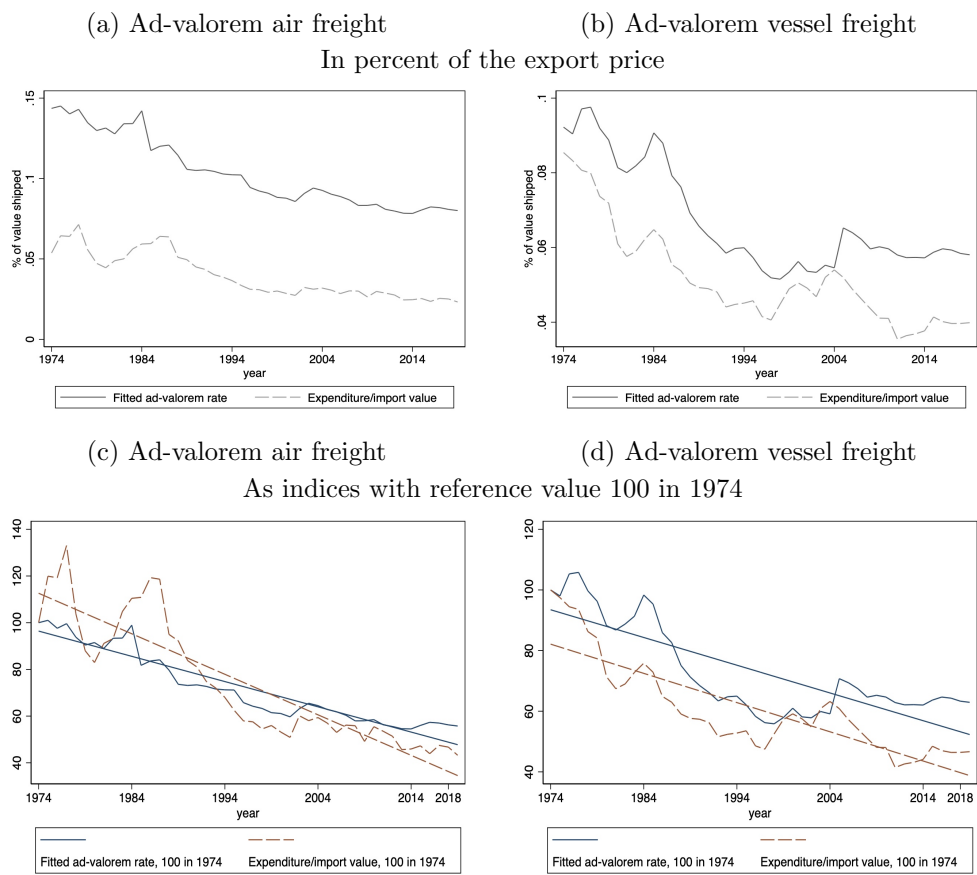 (a) Ad-valorem air freight
(b) Ad-valorem vessel freight
In percent of the export price
% of value shipped
.15
.1
.05
0
1974 1984 1994 2004 2014
year
Fitted ad-valorem rate Expenditure/import value
% of value shipped
.1
.08
.06
.04
1974 1984 1994 2004 2014
year
Fitted ad-valorem rate Expenditure/import value
(c) Ad-valorem air freight
(d) Ad-valorem vessel freight
As indices with reference value 100 in 1974
140
120
100
80
60
40
1974 1984 1994 2004 2014 2018
year
Fitted ad-valorem rate, 100 in 1974 Expenditure/import value, 100 in 1974
120
100
80
60
40
1974 1984 1994 2004 2014 2018
year
Fitted ad-valorem rate, 100 in 1974 Expenditure/import value, 100 in 1974